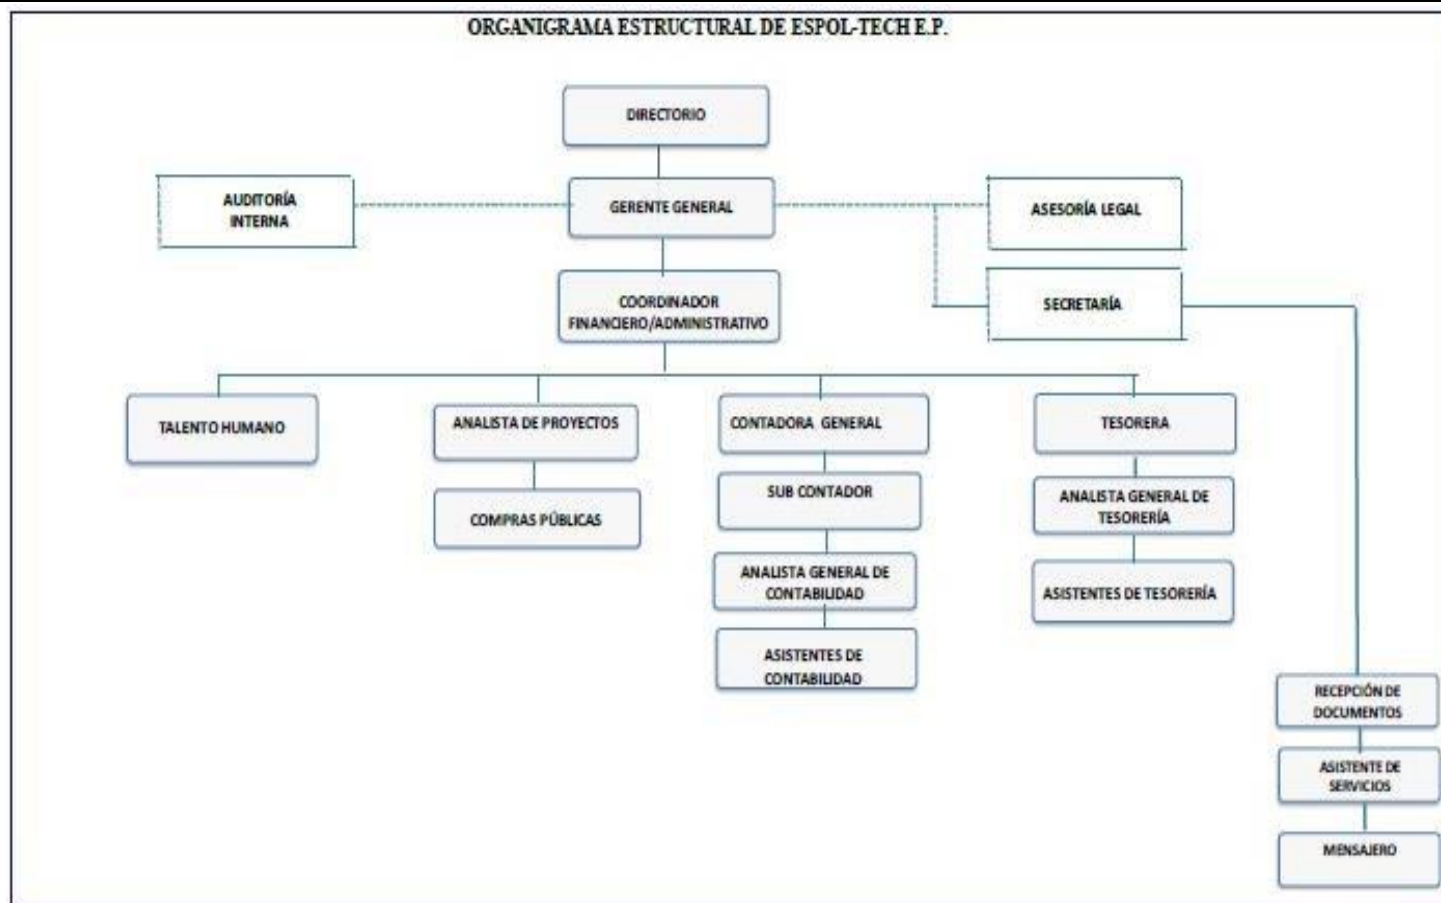 ORGANIGRAMA ESTRUCTURAL DE ESPOL-TECH E.P.
DIRECTORIO
AUDITORÍA
INTERNA
GERENTE GENERAL
ASESORÍA LEGAL
COORDINADOR
FINANCIERO/ADMINISTRATIVO
SECRETARÍA
TALENTO HUMANO
ANALISTA DE PROYECTOS
CONTADORA GENERAL
TESORERA
COMPRAS PÚBLICAS
SUB CONTADOR
ANALISTA GENERAL DE
TESORERÍA
ANALISTA GENERAL DE
CONTABILIDAD
ASISTENTES DE TESORERÍA
ASISTENTES DE
CONTABILIDAD
RECEPCIÓN DE
DOCUMENTOS
ASISTENTE DE
SERVICIOS
MENSAJERO